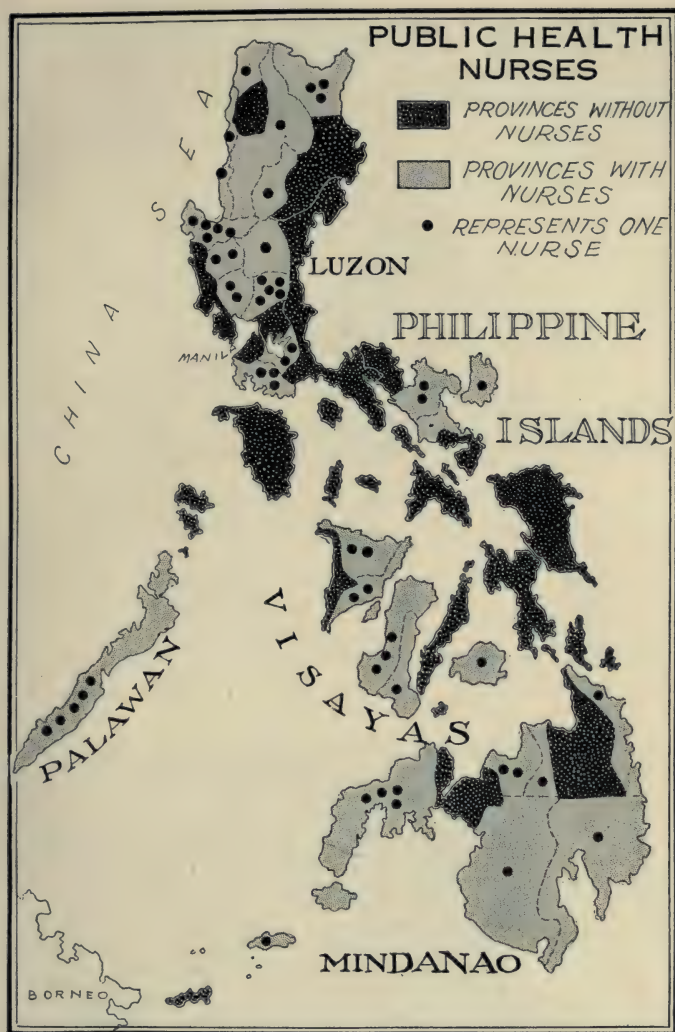 PUBLIC HEALTH
NURSES
PROVINCES WITHOUT
NURSES
PROVINCES WITH
NURSES
REPRESENTS ONE
NURSE
CHINA SEA
LUZON
PHILIPPINE
ISLANDS
MANIL
VISAYAS
PALAWAN
MINDANAO
BORNEO